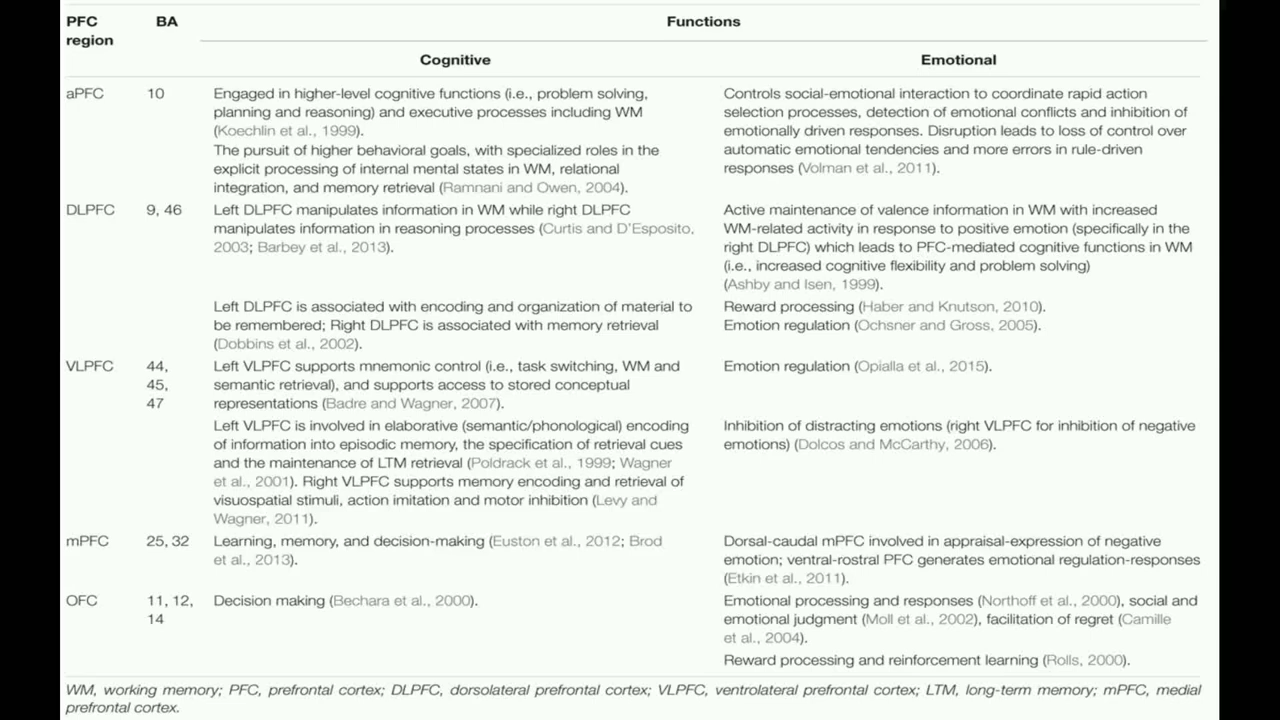 PFC region
BA
Functions
Cognitive
Emotional
aPFC
10
Engaged in higher-level cognitive functions (i.e., problem solving,
planning and reasoning) and executive processes including WM
(Koechlin et al., 1999).
The pursuit of higher behavioral goals, with specialized roles in the
explicit processing of internal mental states in WM, relational
integration, and memory retrieval (Ramnani and Owen, 2004).
Controls social-emotional interaction to coordinate rapid action
selection processes, detection of emotional conflicts and inhibition of
emotionally driven responses. Disruption leads to loss of control over
automatic emotional tendencies and more errors in rule-driven
responses (Volman et al., 2011).
DLPFC
9, 46
Left DLPFC manipulates information in WM while right DLPFC
manipulates information in reasoning processes (Curtis and D'Esposito,
2003; Barbey et al., 2013).
Active maintenance of valence information in WM with increased
WM-related activity in response to positive emotion (specifically in the
right DLPFC) which leads to PFC-mediated cognitive functions in WM
(i.e., increased cognitive flexibility and problem solving)
(Ashby and Isen, 1999).
Left DLPFC is associated with encoding and organization of material to
be remembered; Right DLPFC is associated with memory retrieval
(Dobbins et al., 2002).
Reward processing (Haber and Knutson, 2010).
Emotion regulation (Ochsner and Gross, 2005).
VLPFC
44,
45,
47
Left VLPFC supports mnemonic control (i.e., task switching, WM and
semantic retrieval), and supports access to stored conceptual
representations (Badre and Wagner, 2007).
Emotion regulation (Opialla et al., 2015).
Left VLPFC is involved in elaborative (semantic/phonological) encoding
of information into episodic memory, the specification of retrieval cues
and the maintenance of LTM retrieval (Poldrack et al., 1999; Wagner
et al., 2001). Right VLPFC supports memory encoding and retrieval of
visuospatial stimuli, action imitation and motor inhibition (Levy and
Wagner, 2011).
Inhibition of distracting emotions (right VLPFC for inhibition of negative
emotions) (Dolcos and McCarthy, 2006).
mPFC
25, 32
Learning, memory, and decision-making (Euston et al., 2012; Brod
et al., 2013).
Dorsal-caudal mPFC involved in appraisal-expression of negative
emotion; ventral-rostral PFC generates emotional regulation-responses
(Etkin et al., 2011).
OFC
11, 12,
14
Decision making (Bechara et al., 2000).
Emotional processing and responses (Northoff et al., 2000), social and
emotional judgment (Moll et al., 2002), facilitation of regret (Camille
et al., 2004).
Reward processing and reinforcement learning (Rolls, 2000).
WM, working memory; PFC, prefrontal cortex; DLPFC, dorsolateral prefrontal cortex; VLPFC, ventrolateral prefrontal cortex; LTM, long-term memory; mPFC, medial
prefrontal cortex.